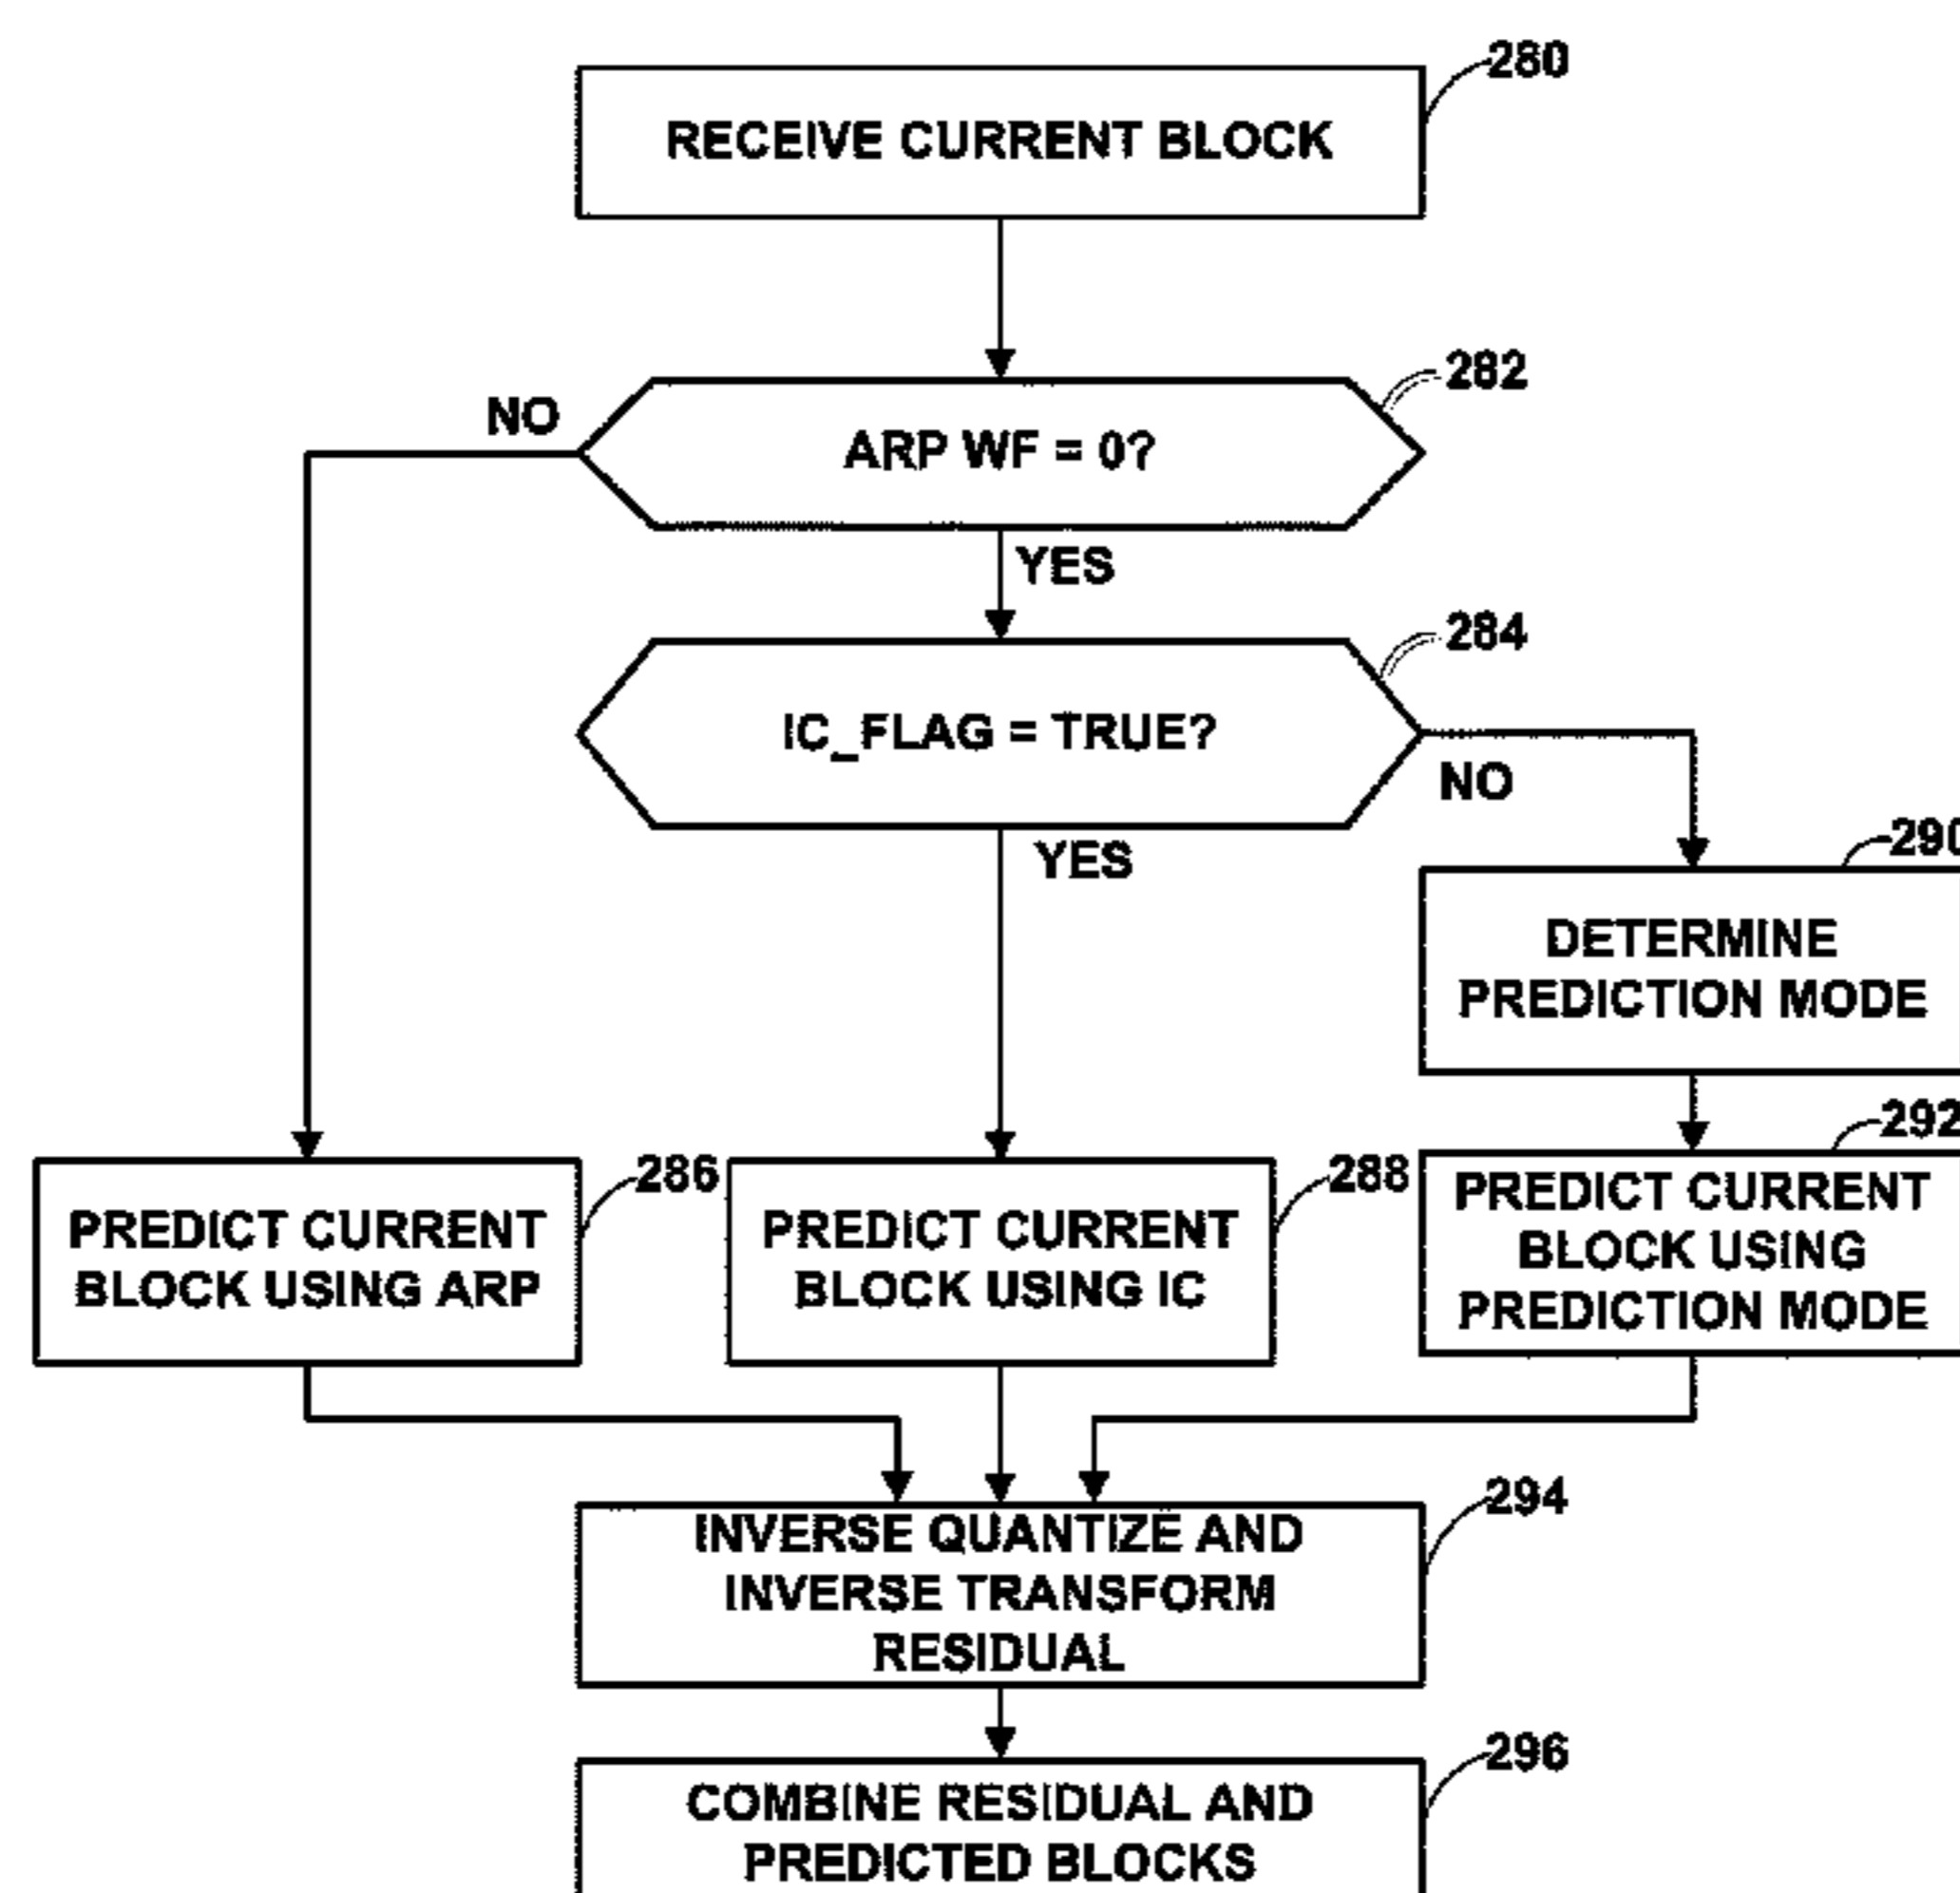 280
RECEIVE CURRENT BLOCK
282
NO
ARP WF = 0?
YES
284
IC_FLAG = TRUE?
NO
YES
290
DETERMINE
PREDICTION MODE
292
286
288
PREDICT CURRENT
BLOCK USING ARP
PREDICT CURRENT
BLOCK USING IC
PREDICT CURRENT
BLOCK USING
PREDICTION MODE
294
INVERSE QUANTIZE AND
INVERSE TRANSFORM
RESIDUAL
296
COMBINE RESIDUAL AND
PREDICTED BLOCKS